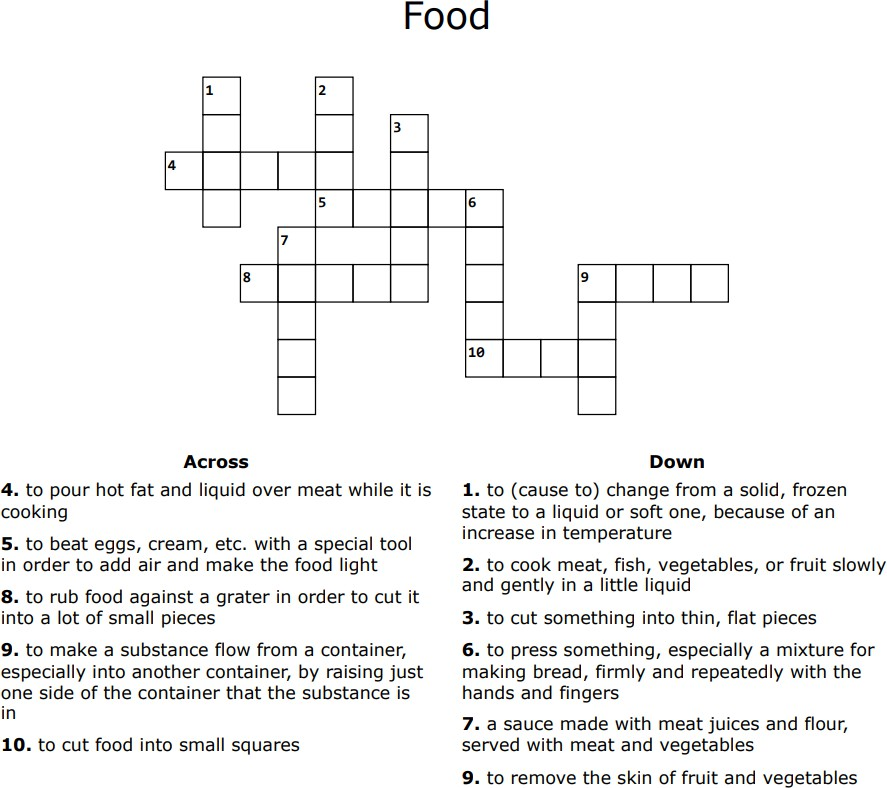 Food
1
2
3
4
5
6
7
8
9
10
Across
4. to pour hot fat and liquid over meat while it is
cooking
5. to beat eggs, cream, etc. with a special tool
in order to add air and make the food light
8. to rub food against a grater in order to cut it
into a lot of small pieces
9. to make a substance flow from a container,
especially into another container, by raising just
one side of the container that the substance is
in
10. to cut food into small squares
Down
1. to (cause to) change from a solid, frozen
state to a liquid or soft one, because of an
increase in temperature
2. to cook meat, fish, vegetables, or fruit slowly
and gently in a little liquid
3. to cut something into thin, flat pieces
6. to press something, especially a mixture for
making bread, firmly and repeatedly with the
hands and fingers
7. a sauce made with meat juices and flour,
served with meat and vegetables
9. to remove the skin of fruit and vegetables